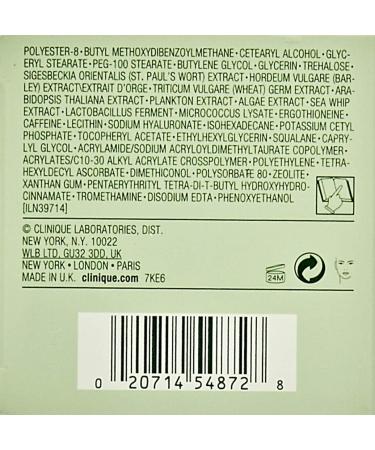 POLYESTER-8•BUTYL METHOXYDIBENZOYLMETHANE•CETEARYL ALCOHOL•GLYC-
ERYL STEARATE•PEG-100 STEARATE•BUTYLENE GLYCOL•GLYCERIN•TREHALOSE•
SIGESBECKIA ORIENTALIS (ST. PAUL'S WORT) EXTRACT•HORDEUM VULGARE (BAR-
LEY) EXTRACT\EXTRAIT D'ORGE•TRITICUM VULGARE (WHEAT) GERM EXTRACT•ARA-
BIDOPSIS THALIANA EXTRACT•PLANKTON EXTRACT•ALGAE EXTRACT•SEA WHIP
EXTRACT•LACTOBACILLUS FERMENT•MICROCOCCUS LYSATE•ERGOTHIONEINE•
CAFFEINE•LECITHIN•SODIUM HYALURONATE•ISOHEXADECANE•POTASSIUM CETYL
PHOSPHATE•TOCOPHERYL ACETATE•ETHYLHEXYLGLYCERIN•SQUALANE•CAPRY-
LYL GLYCOL•ACRYLAMIDE/SODIUM ACRYLOYLDIMETHYLTAURATE COPOLYMER•
ACRYLATES/C10-30 ALKYL ACRYLATE CROSSPOLYMER•POLYETHYLENE•TETRA-
HEXYLDECYL ASCORBATE•DIMETHICONOL•POLYSORBATE 80•ZEOLITE•
XANTHAN GUM•PENTAERYTHRITYL TETRA-DI-T-BUTYL HYDROXYHYDRO-
CINNAMATE•TROMETHAMINE•DISODIUM EDTA•PHENOXYETHANOL
[ILN39714]
© CLINIQUE LABORATORIES, DIST.
NEW YORK, N.Y. 10022
WLB LTD, GU32 3DD, UK
NEW YORK•LONDON•PARIS
MADE IN U.K. clinique.com 7KE6
24M
0 20714 54872 8